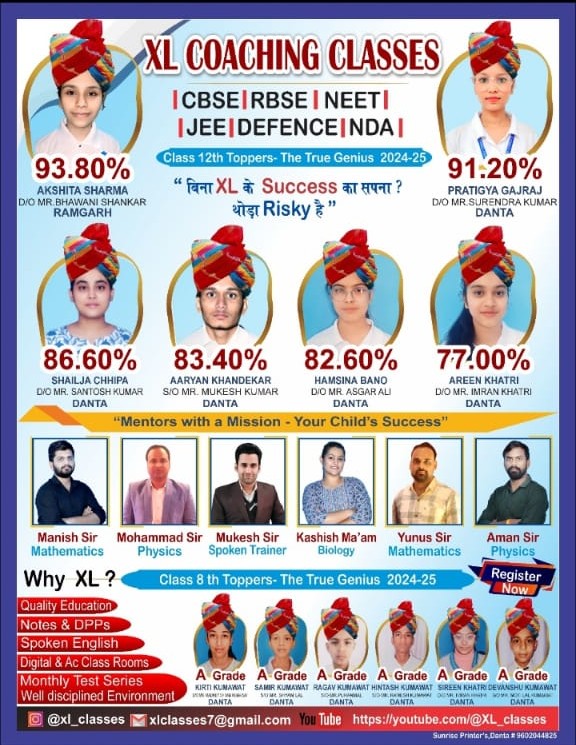 XL COACHING CLASSES
|CBSE|RBSE|NEET|
|JEE|DEFENCE|NDA|
Class 12th Toppers- The True Genius 2024-25
93.80%
AKSHITA SHARMA
D/O MR.BHAWANI SHANKAR
RAMGARH
91.20%
PRATIGYA GAJRAJ
D/O MR.SURENDRA KUMAR
DANTA
“ बिना XL के Success का सपना ?
थोड़ा Risky है ”
86.60%
SHAILJA CHHIPA
D/O MR. SANTOSH KUMAR
DANTA
83.40%
AARYAN KHANDEKAR
S/O MR. MUKESH KUMAR
DANTA
82.60%
HAMSINA BANO
D/O MR. ASGAR ALI
DANTA
77.00%
AREEN KHATRI
D/O MR. IMRAN KHATRI
DANTA
“Mentors with a Mission - Your Child’s Success”
Manish Sir
Mathematics
Mohammad Sir
Physics
Mukesh Sir
Spoken Trainer
Kashish Ma’am
Biology
Yunus Sir
Mathematics
Aman Sir
Physics
Why XL ?
Class 8 th Toppers- The True Genius 2024-25
Register
Now
Quality Education
Notes & DPPs
Spoken English
Digital & Ac Class Rooms
Monthly Test Series
Well disciplined Environment
A Grade
KIRTI KUMAWAT
DANTA
A Grade
SAMIR KUMAWAT
DANTA
A Grade
RAGAV KUMAWAT
DANTA
A Grade
HINTASH KUMAWAT
DANTA
A Grade
SIREEN KHATRI
DANTA
A Grade
DEVANSHU KUMAWAT
DANTA
@xl_classes
xlclasses7@gmail.com
You Tube
https://youtube.com/@XL_classes
Sunrise Printer's,Danta # 9602044825